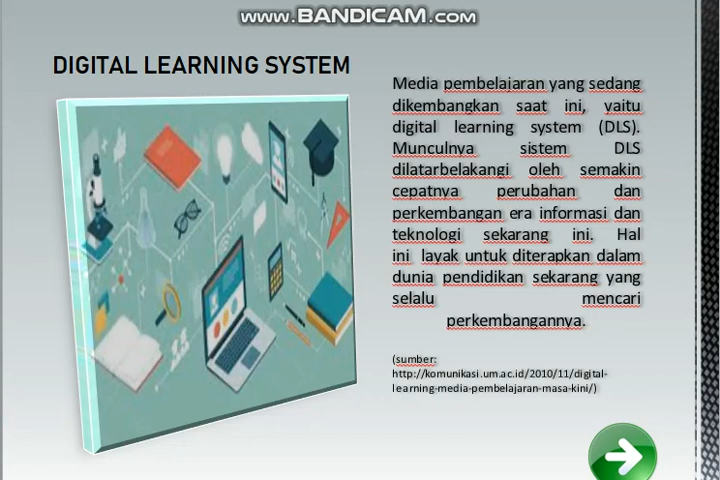 www.BANDICAM.com
DIGITAL LEARNING SYSTEM
Media pembelajaran yang sedang
dikembangkan saat ini, yaitu
digital learning system (DLS).
Munculnya sistem DLS
dilatarbelakangi oleh semakin
cepatnya perubahan dan
perkembangan era informasi dan
teknologi sekarang ini. Hal
ini layak untuk diterapkan dalam
dunia pendidikan sekarang yang
selalu mencari
perkembangannya.
(sumber:
http://komunikasi.um.ac.id/2010/11/digital-
learning-media-pembelajaran-masa-kini/)